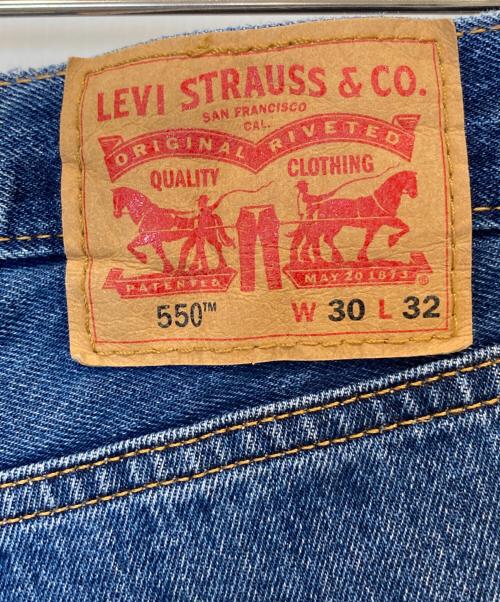 LEVI STRAUSS & CO.
SAN FRANCISCO
CAL.
ORIGINAL RIVETED
QUALITY CLOTHING
PATENTED MAY 20 1873 ®
550™ W 30 L 32